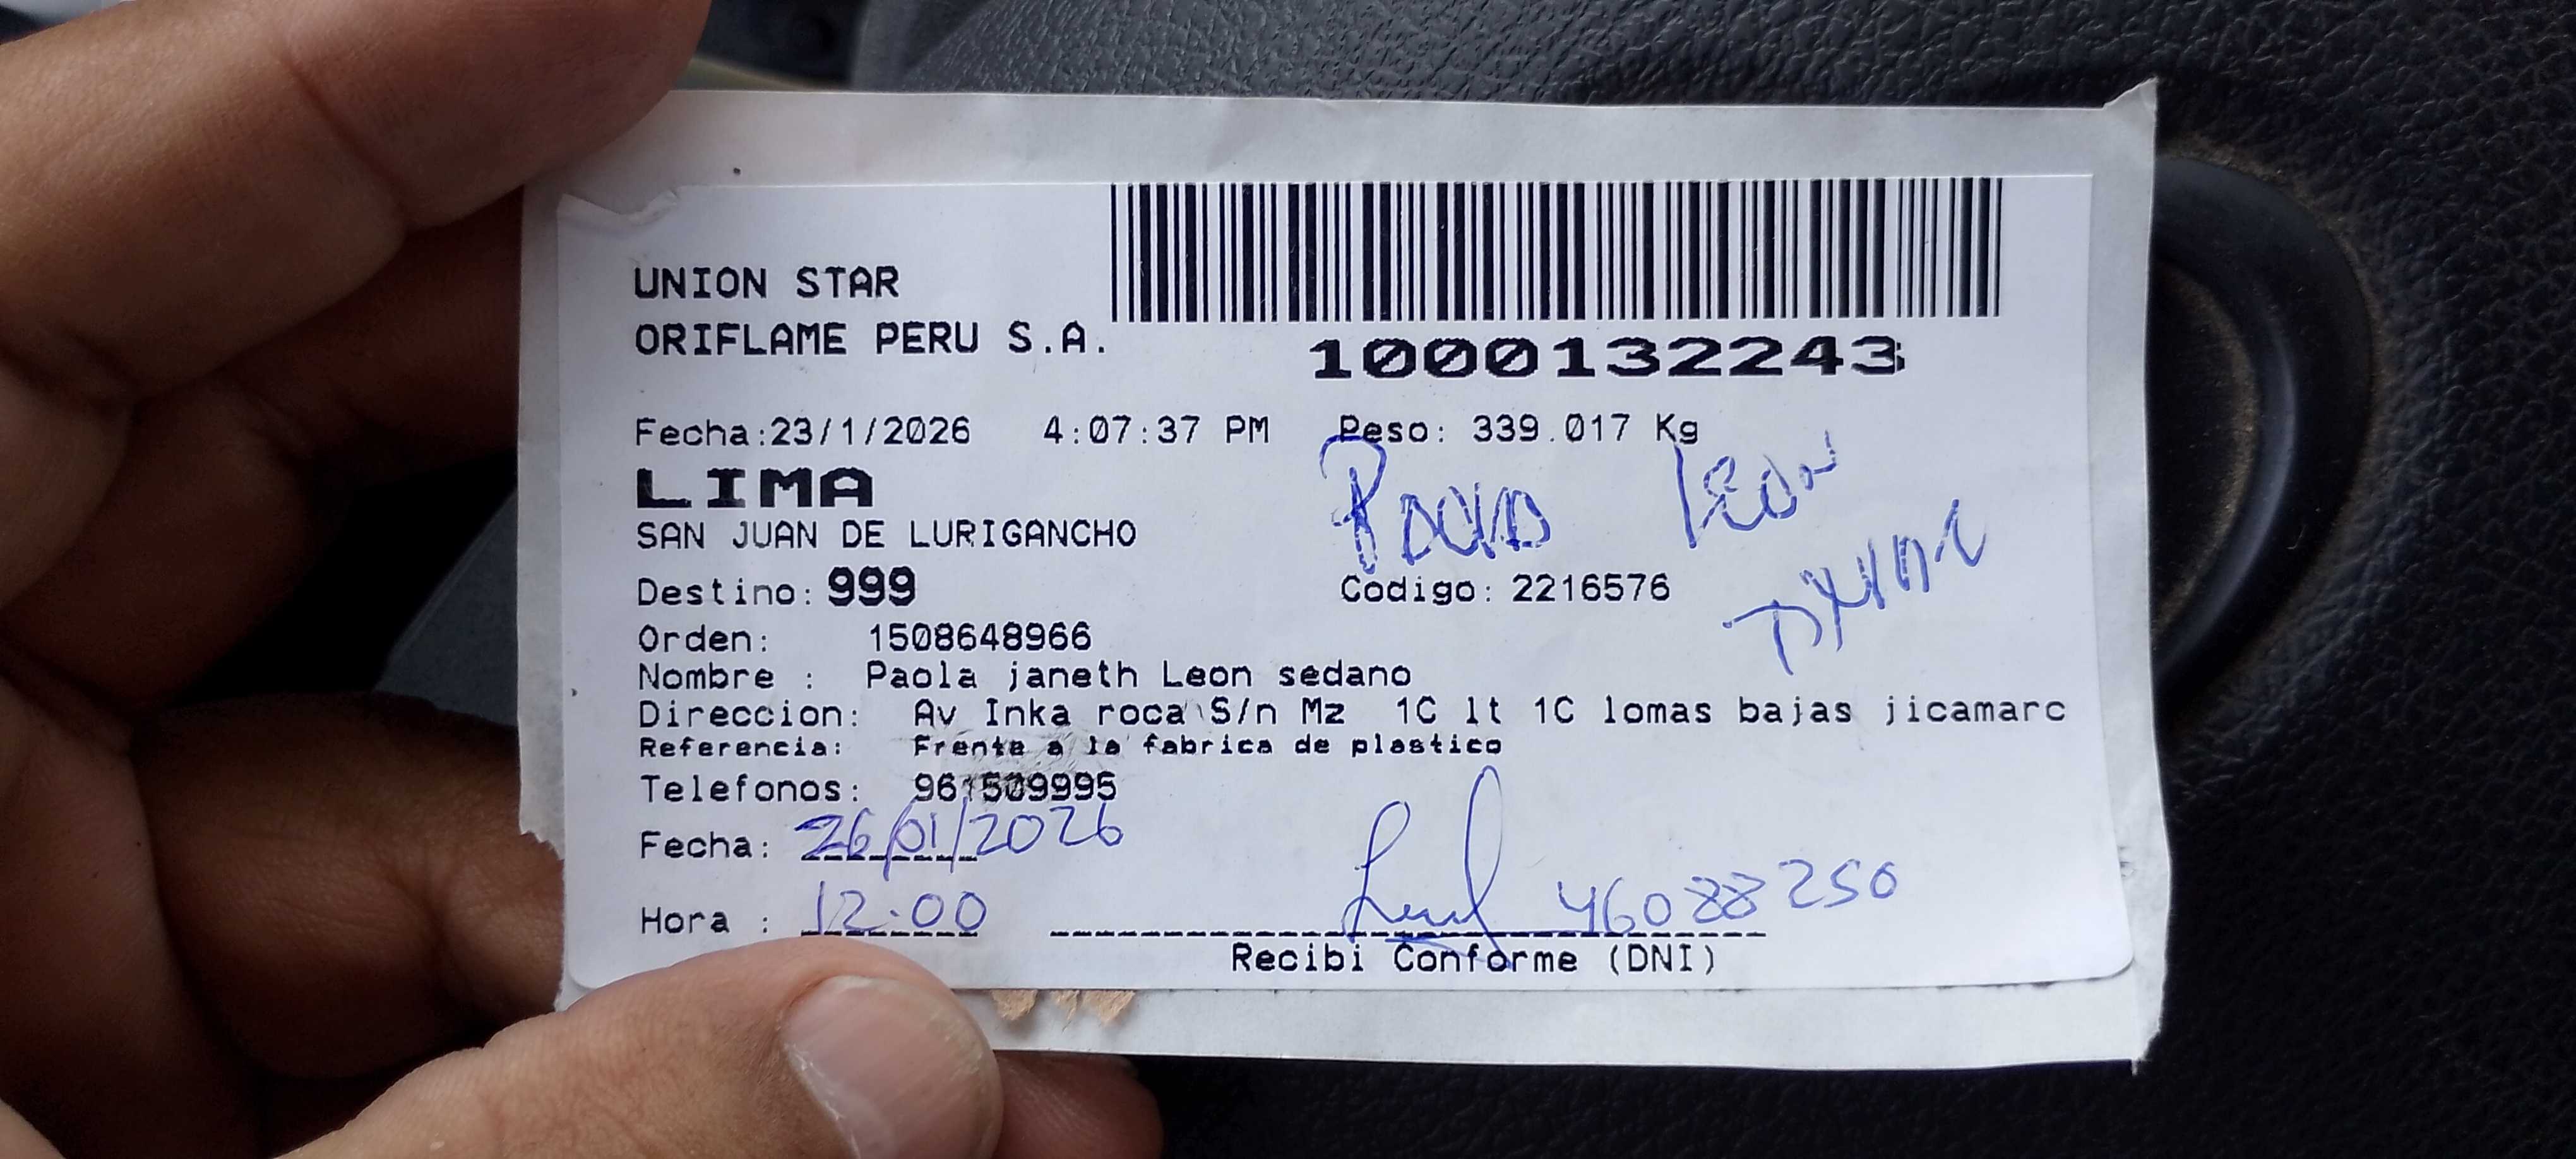 UNION STAR
ORIFLAME PERU S.A.
1000132243
Fecha:23/1/2026 4:07:37 PM Peso: 339.017 Kg
LIMA
Paola Leon
SAN JUAN DE LURIGANCHO
Destino: 999 Codigo: 2216576
Orden: 1508648966
Nombre : Paola janeth Leon sedano
Direccion: Av Inka roca S/n Mz 1C lt 1C lomas bajas jicamarc
Referencia: Frente a la fabrica de plastico
Telefonos: 961509995
Fecha: 26/01/2026
Hora : 12:00 46088250
Recibi Conforme (DNI)